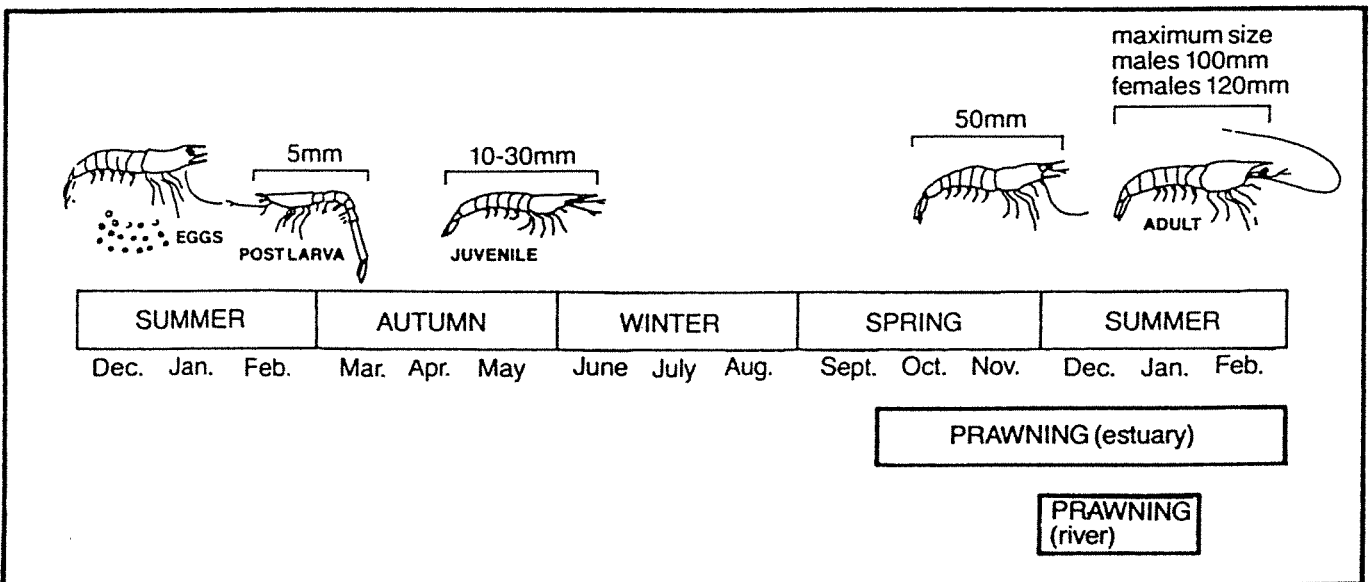 maximum size
males 100mm
females 120mm
50mm
5mm
10-30mm
EGGS
POST LARVA
JUVENILE
ADULT
SUMMER AUTUMN WINTER SPRING SUMMER
Dec. Jan. Feb. Mar. Apr. May June July Aug. Sept. Oct. Nov. Dec. Jan. Feb.
PRAWNING (estuary)
PRAWNING
(river)